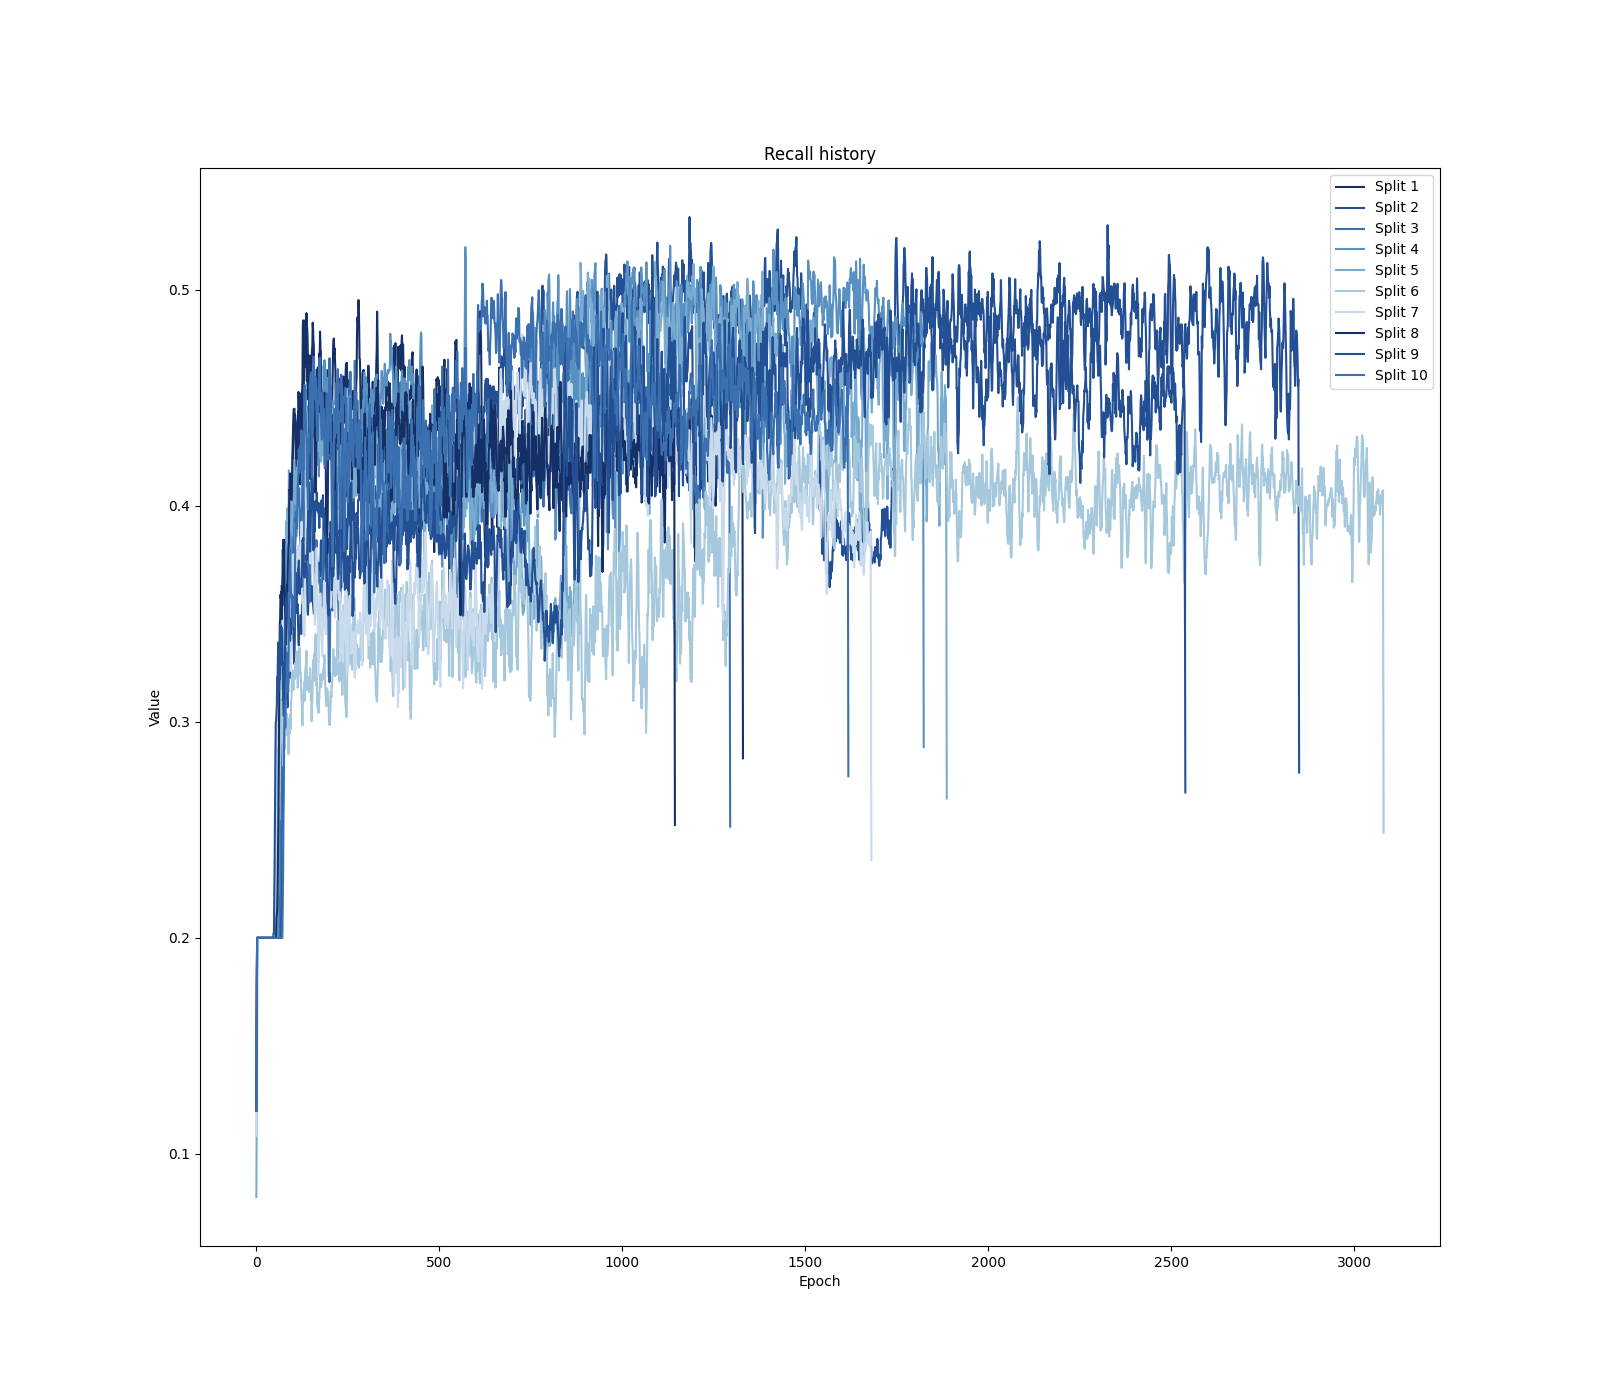 Recall history
Split 1
Split 2
Split 3
Split 4
Split 5
Split 6
Split 7
Split 8
Split 9
Split 10
Value
0.5
0.4
0.3
0.2
0.1
0
500
1000
1500
2000
2500
3000
Epoch